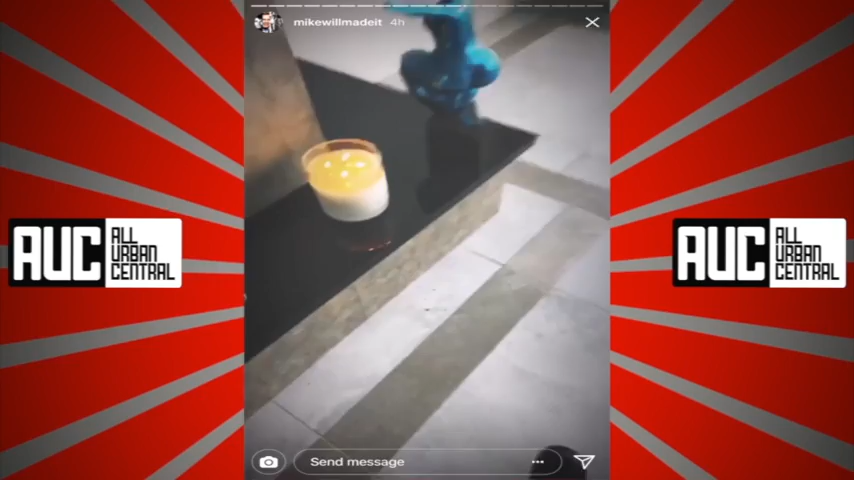 mikewillmadeit 4h
AUC ALL
URBAN
CENTRAL
AUC ALL
URBAN
CENTRAL
Send message